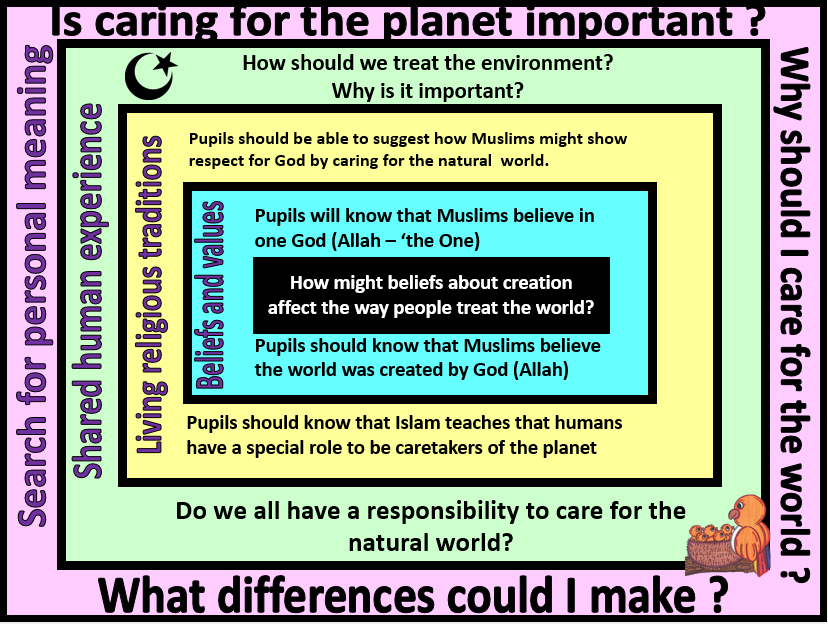 Is caring for the planet important ?
Search for personal meaning
Shared human experience
How should we treat the environment?
Why is it important?
Living religious traditions
Pupils should be able to suggest how Muslims might show
respect for God by caring for the natural world.
Beliefs and values
Pupils will know that Muslims believe in
one God (Allah – ‘the One)
How might beliefs about creation
affect the way people treat the world?
Pupils should know that Muslims believe
the world was created by God (Allah)
Pupils should know that Islam teaches that humans
have a special role to be caretakers of the planet
Do we all have a responsibility to care for the
natural world?
Why should I care for the world ?
What differences could I make ?